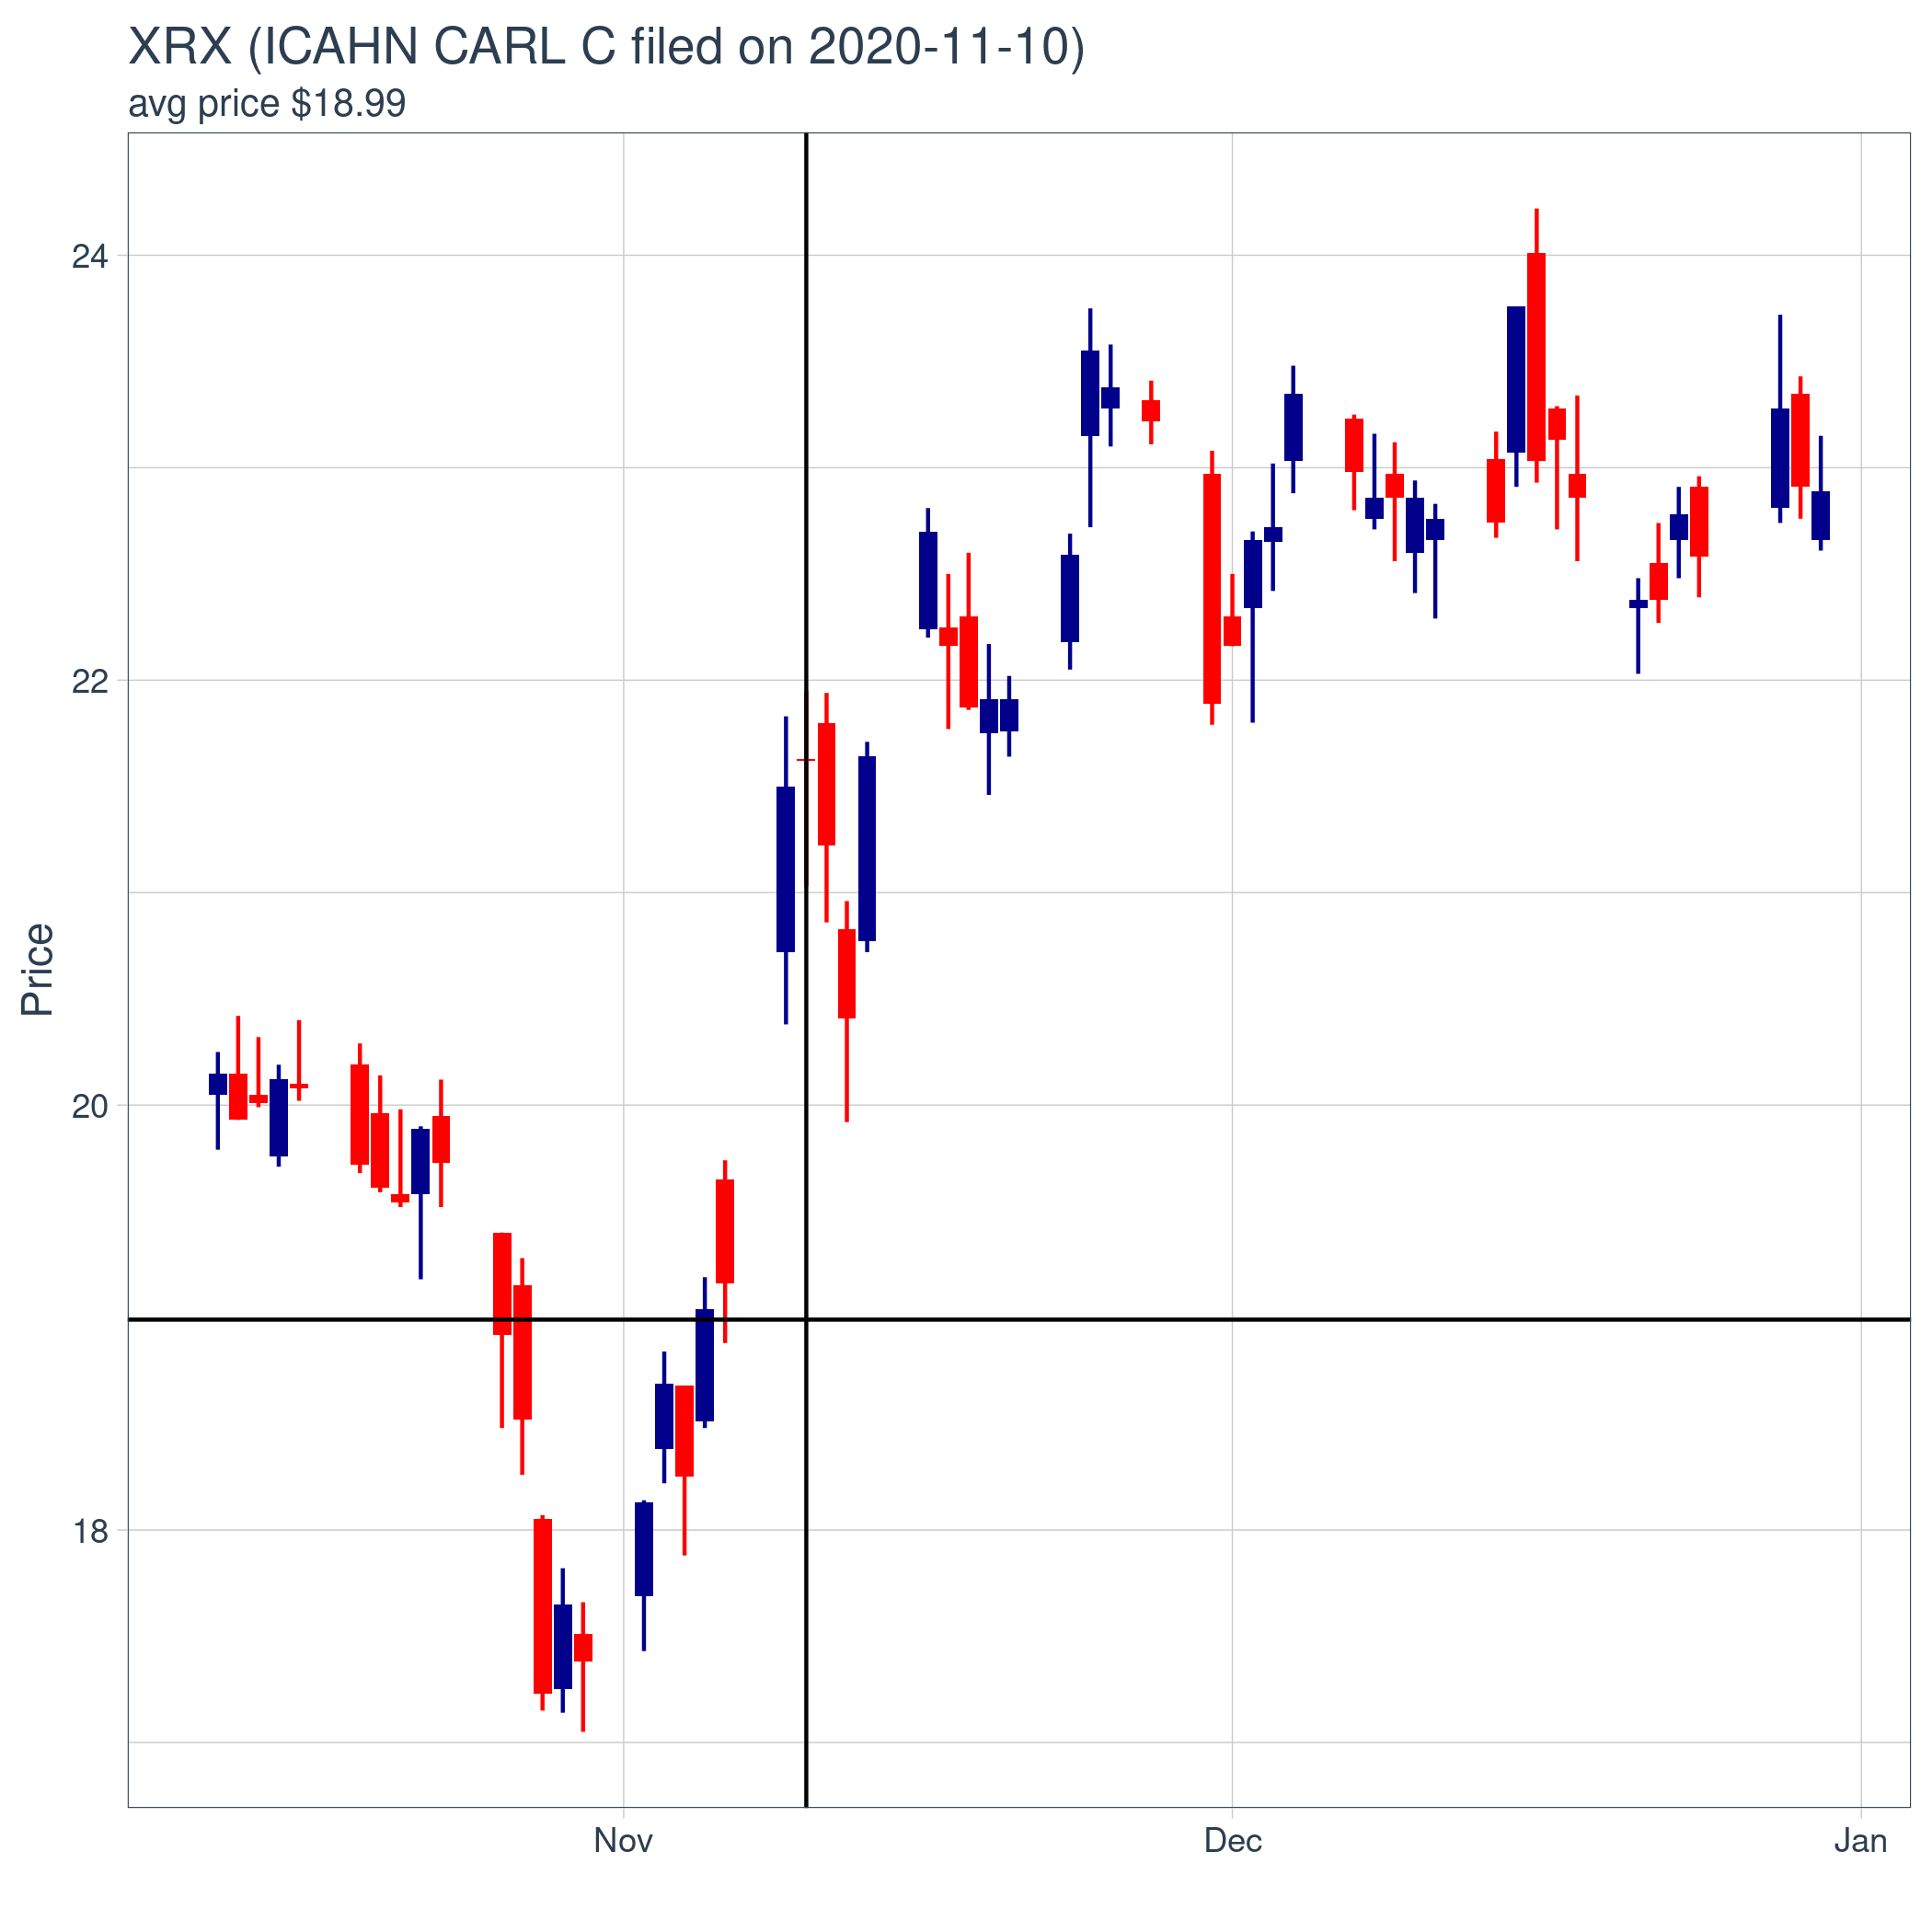 XRX (ICAHN CARL C filed on 2020-11-10)
avg price $18.99
24
22
20
18
Price
Nov Dec Jan